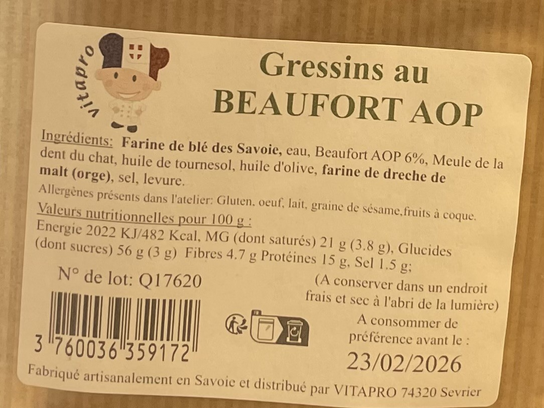 vitapro
Gressins au
BEAUFORT AOP
Ingrédients: Farine de blé des Savoie, eau, Beaufort AOP 6%, Meule de la
dent du chat, huile de tournesol, huile d'olive, farine de dreche de
malt (orge), sel, levure.
Allergènes présents dans l'atelier: Gluten, oeuf, lait, graine de sésame,fruits à coque.
Valeurs nutritionnelles pour 100 g :
Energie 2022 KJ/482 Kcal, MG (dont saturés) 21 g (3.8 g), Glucides
(dont sucres) 56 g (3 g) Fibres 4.7 g Protéines 15 g, Sel 1.5 g;
N° de lot: Q17620
(A conserver dans un endroit
frais et sec à l'abri de la lumière)
A consommer de
préférence avant le :
23/02/2026
3 760036 359172
Fabriqué artisanalement en Savoie et distribué par VITAPRO 74320 Sevrier